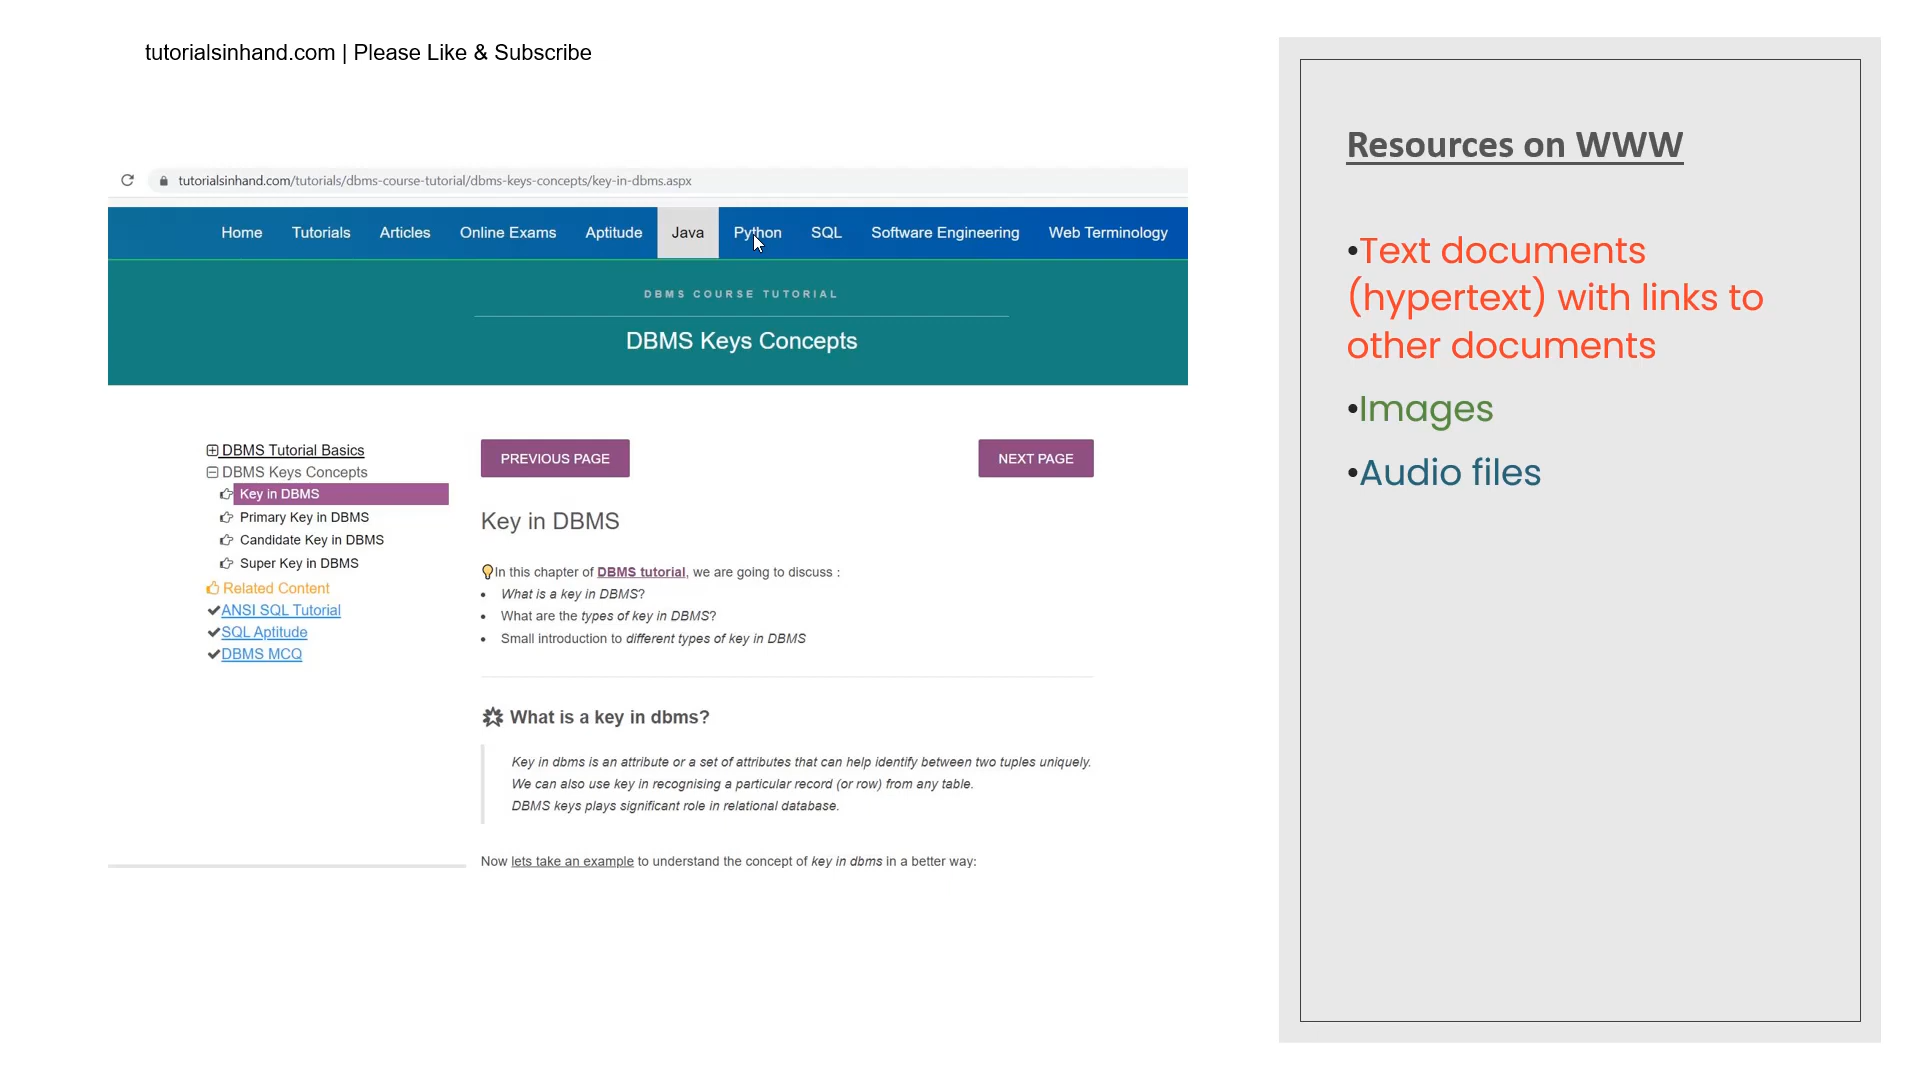 tutorialsinhand.com | Please Like & Subscribe
tutorialsinhand.com/tutorials/dbms-course-tutorial/dbms-keys-concepts/key-in-dbms.aspx
Home Tutorials Articles Online Exams Aptitude Java Python SQL Software Engineering Web Terminology
DBMS COURSE TUTORIAL
DBMS Keys Concepts
DBMS Tutorial Basics
DBMS Keys Concepts
Key in DBMS
Primary Key in DBMS
Candidate Key in DBMS
Super Key in DBMS
Related Content
ANSI SQL Tutorial
SQL Aptitude
DBMS MCQ
PREVIOUS PAGE NEXT PAGE
Key in DBMS
In this chapter of DBMS tutorial, we are going to discuss :
• What is a key in DBMS?
• What are the types of key in DBMS?
• Small introduction to different types of key in DBMS
What is a key in dbms?
Key in dbms is an attribute or a set of attributes that can help identify between two tuples uniquely.
We can also use key in recognising a particular record (or row) from any table.
DBMS keys plays significant role in relational database.
Now lets take an example to understand the concept of key in dbms in a better way:
Resources on WWW
•Text documents
(hypertext) with links to
other documents
•Images
•Audio files